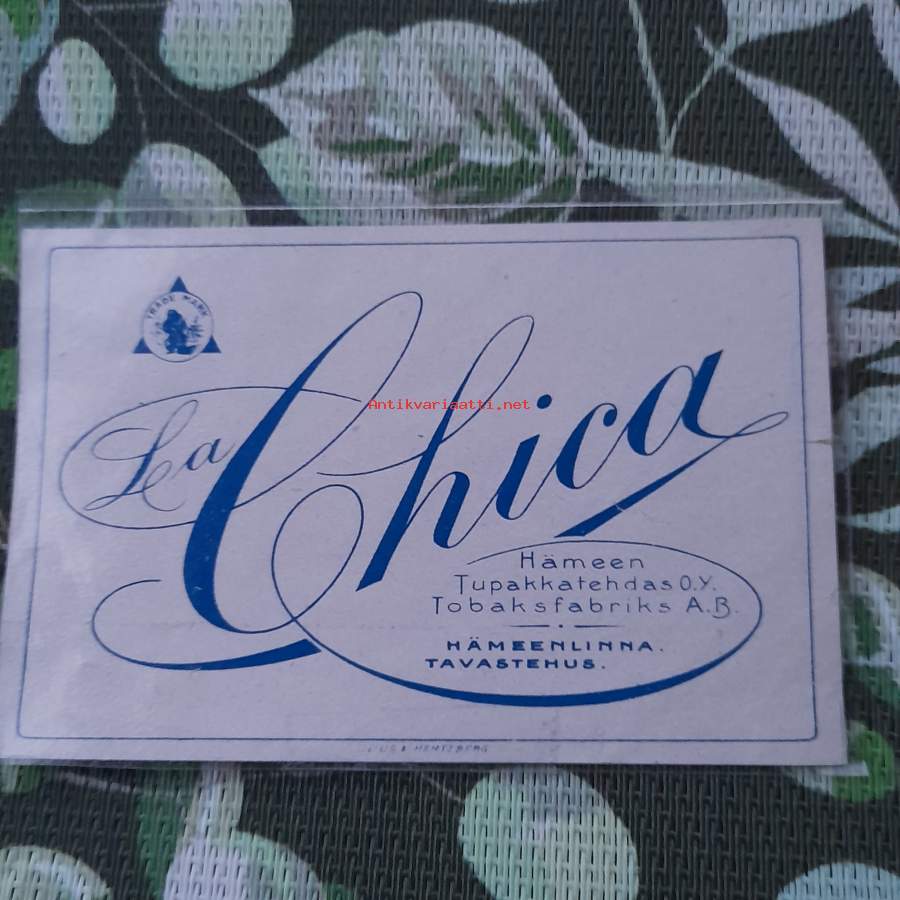 TRADE MARK
La Chica
Antikvariaatti.net
Hämeen
Tupakkatehdas O.Y.
Tobaksfabriks A.B.
HÄMEENLINNA.
TAVASTEHUS.